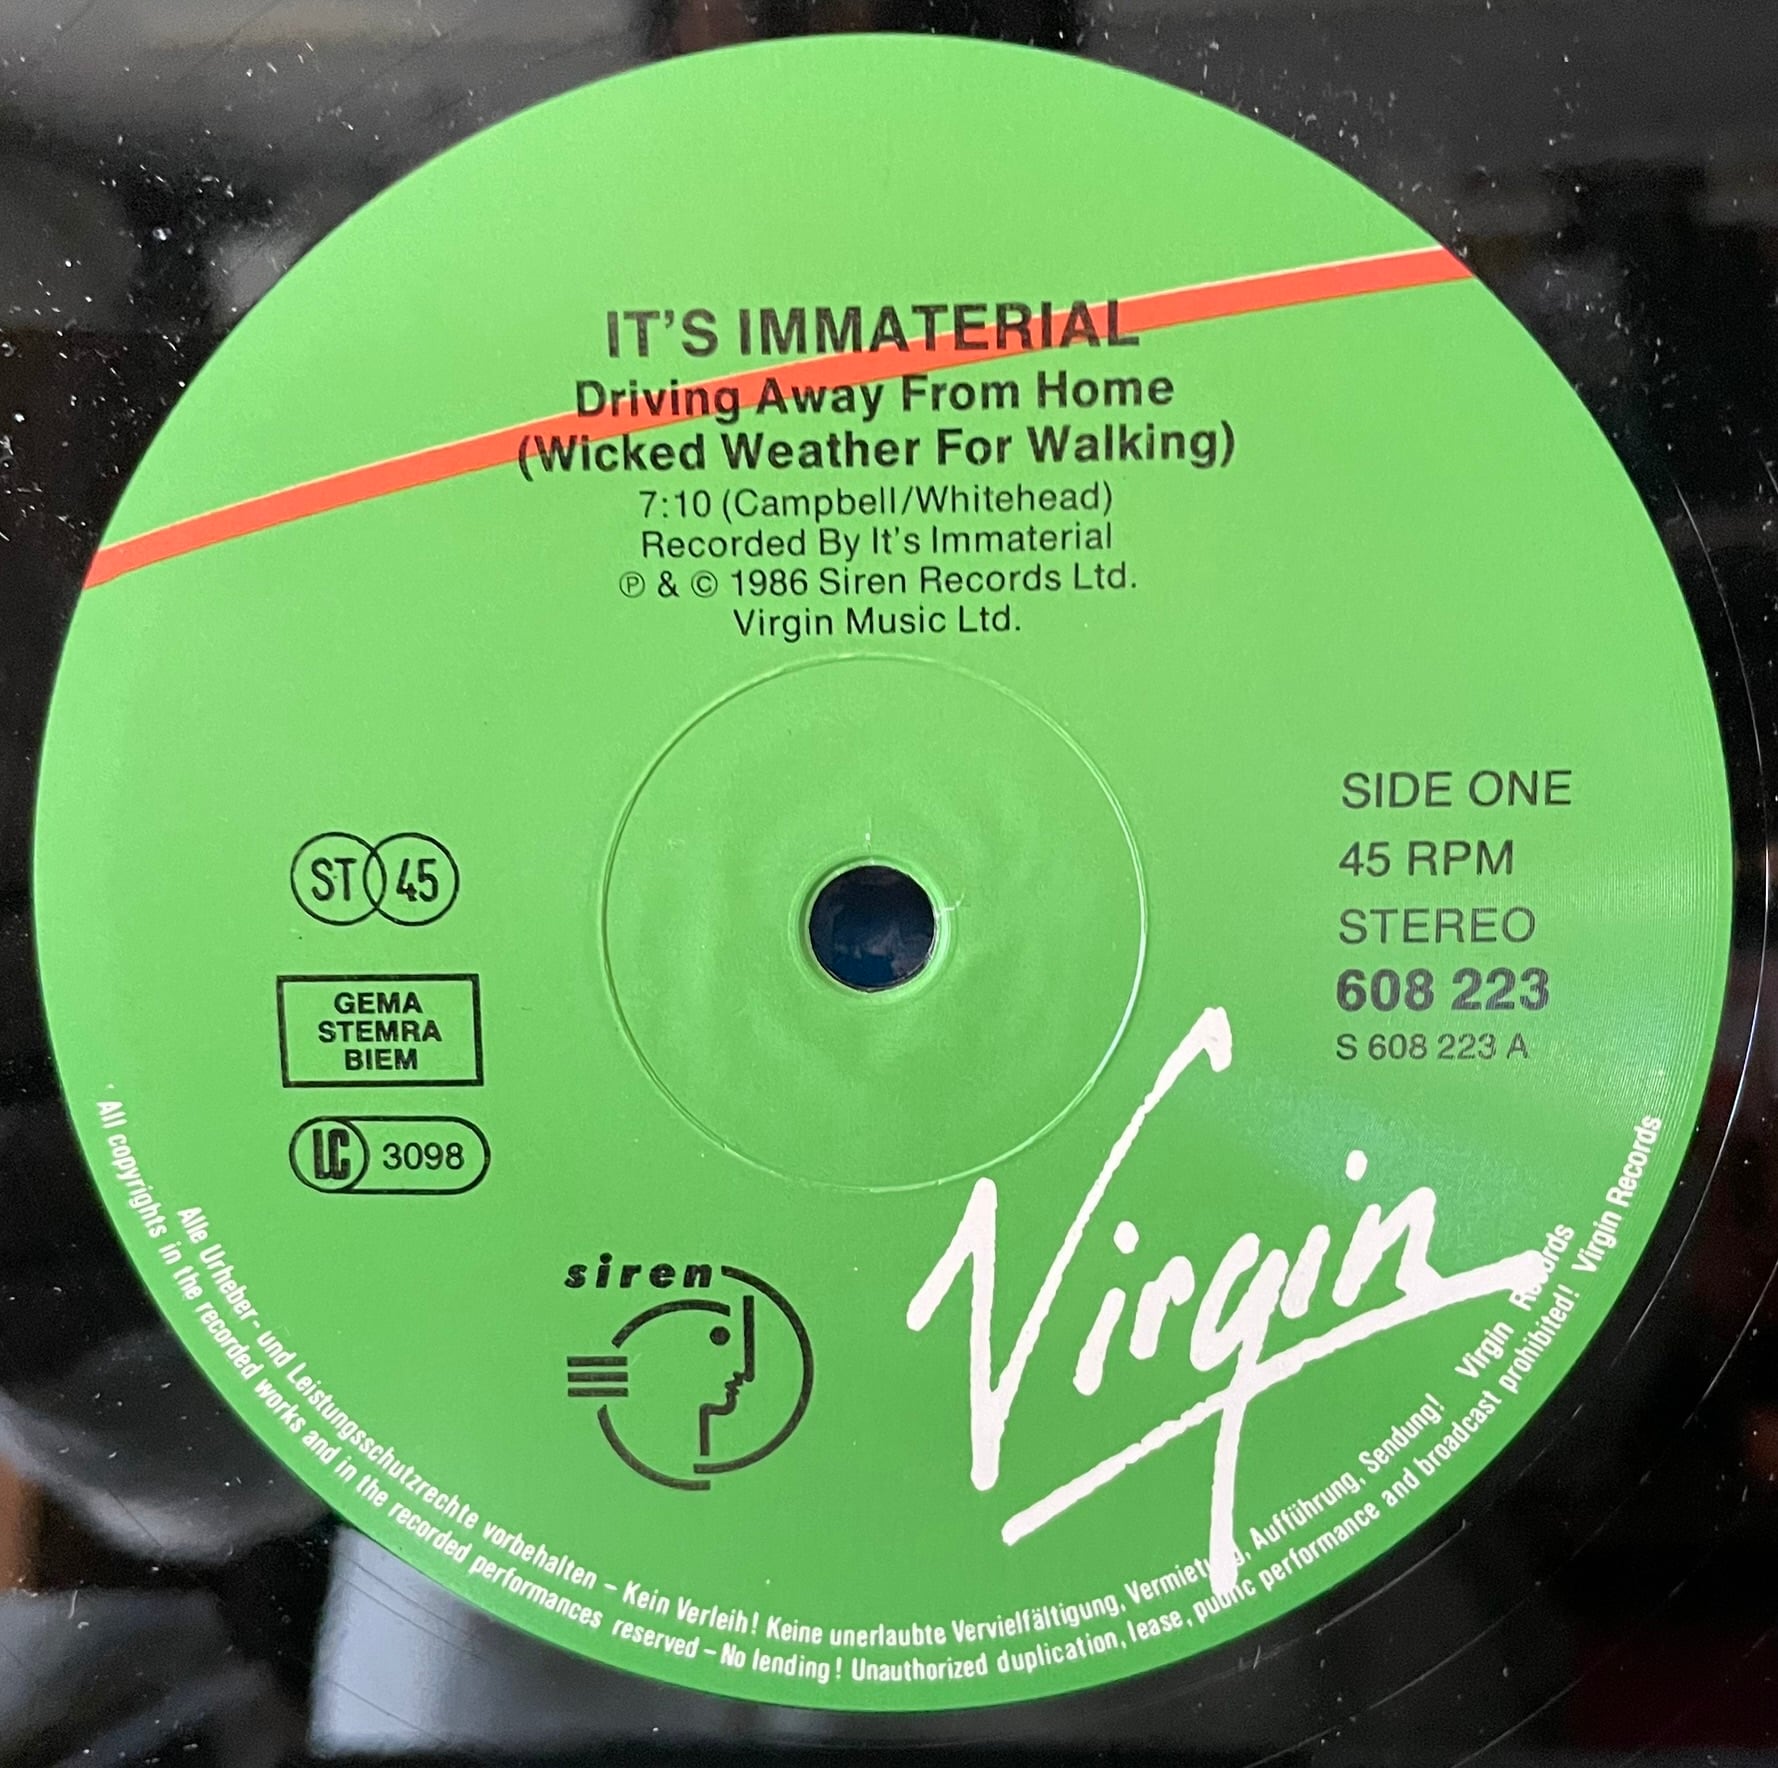 IT'S IMMATERIAL
Driving Away From Home
(Wicked Weather For Walking)
7:10 (Campbell/Whitehead)
Recorded By It's Immaterial
℗ & © 1986 Siren Records Ltd.
Virgin Music Ltd.
SIDE ONE
45 RPM
STEREO
608 223
S 608 223 A
ST 45
GEMA
STEMRA
BIEM
LC 3098
siren
Virgin
Alle Urheber- und Leistungsschutzrechte vorbehalten – Kein Verleih! Keine unerlaubte Vervielfältigung, Vermietung, Aufführung, Sendung! Virgin Records
All copyrights in the recorded works and in the recorded performances reserved – No lending! Unauthorized duplication, lease, public performance and broadcast prohibited! Virgin Records